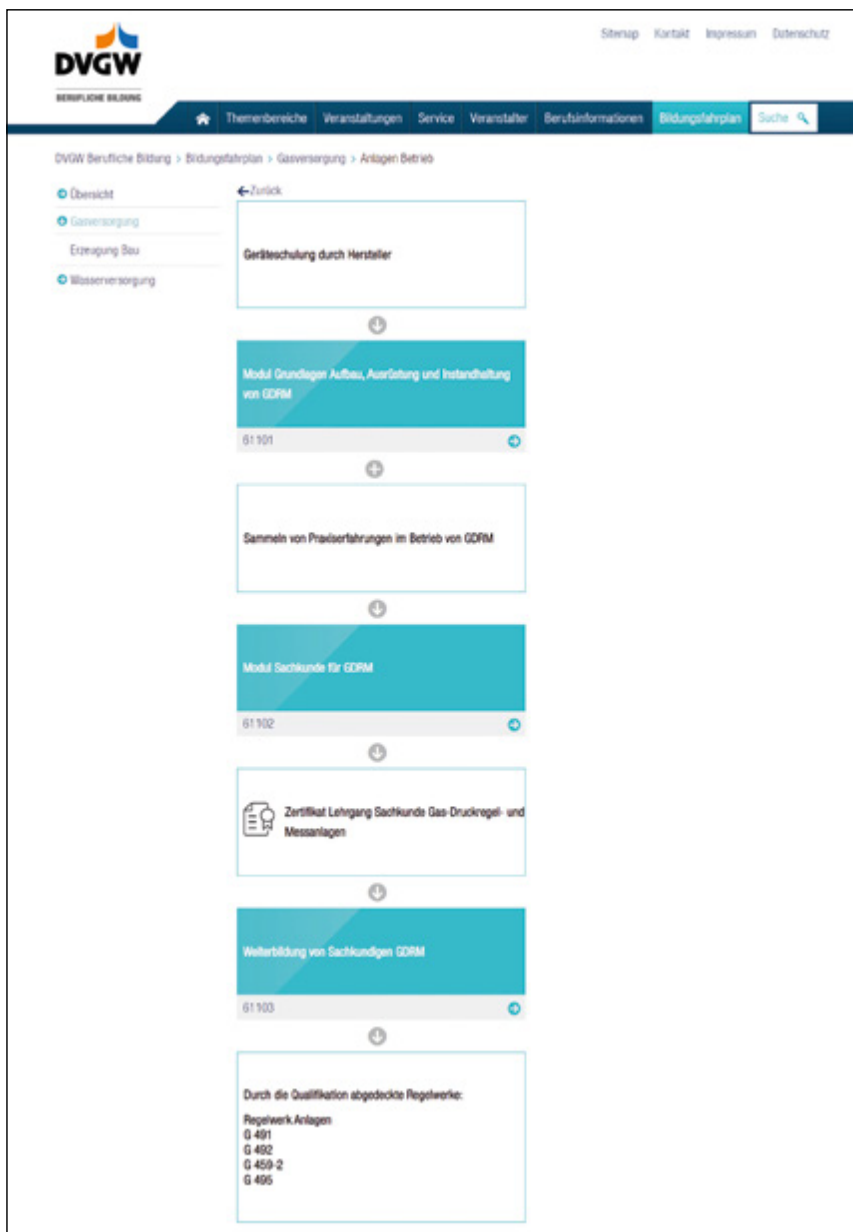 Sitemap Kontakt Impressum Datenschutz
DVGW
BERUFLICHE BILDUNG
Themenbereiche Veranstaltungen Service Veranstalter Berufsinformationen Bildungsfahrplan Suche
DVGW Berufliche Bildung > Bildungsfahrplan > Gasversorgung > Anlagen Betrieb
Übersicht
Gasversorgung
Erzeugung Bau
Wasserversorgung
Zurück
Geräteschulung durch Hersteller
Modul Grundlagen Aufbau, Ausrüstung und Instandhaltung
von GDRM
61101
Sammeln von Praxiserfahrungen im Betrieb von GDRM
Modul Sachkunde für GDRM
61102
Zertifikat Lehrgang Sachkunde Gas-Druckregel- und
Messanlagen
Weiterbildung von Sachkundigen GDRM
61103
Durch die Qualifikation abgedeckte Regelwerke:
Regelwerk Anlagen
G 491
G 492
G 459-2
G 495